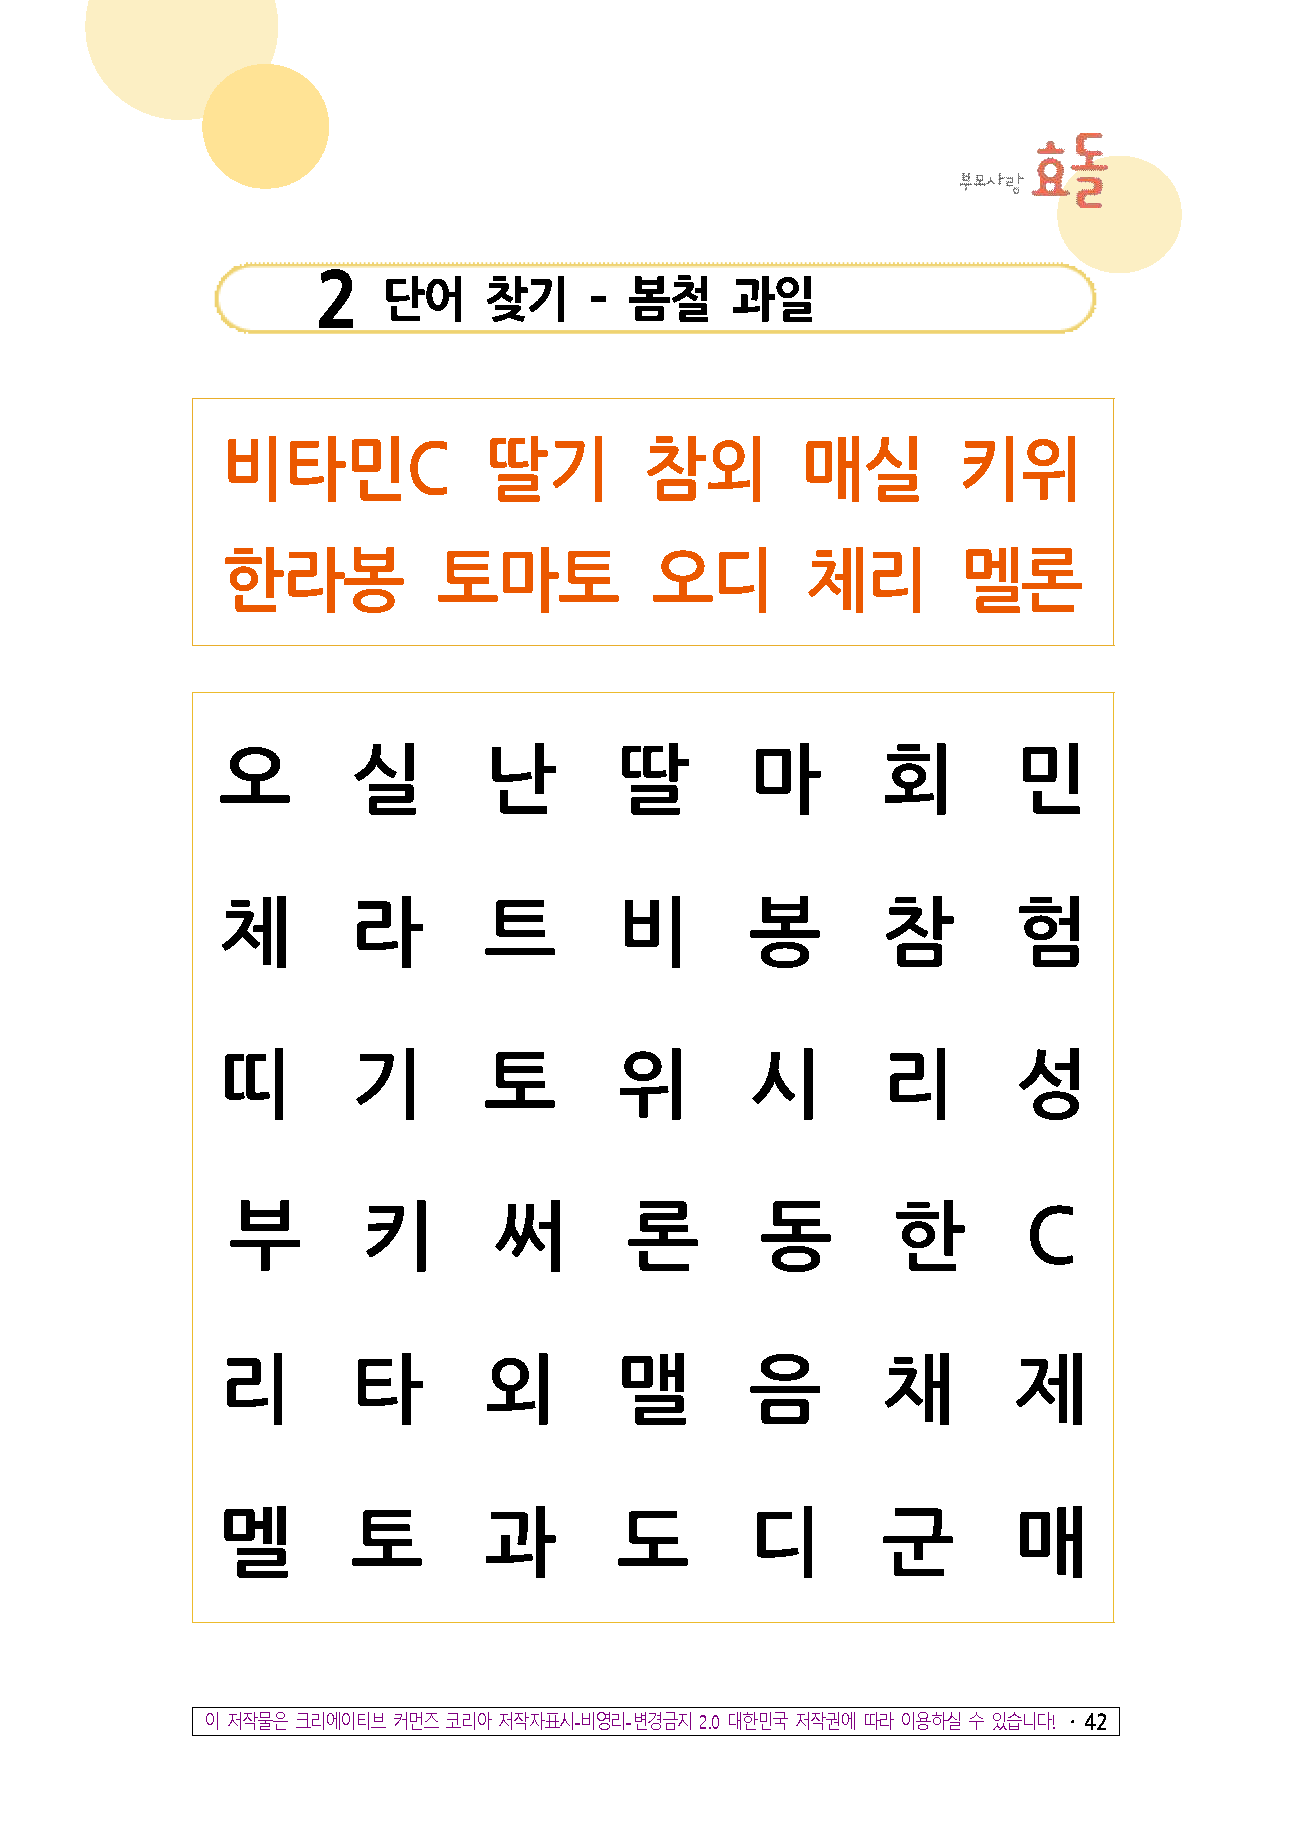 부모사랑 효돌
2 단어 찾기 - 봄철 과일
비타민C 딸기 참외 매실 키위
한라봉 토마토 오디 체리 멜론
오 실 난 딸 마 회 민
체 라 트 비 봉 참 험
띠 기 토 위 시 리 성
부 키 써 론 동 한 C
리 타 외 맬 음 채 제
멜 토 과 도 디 군 매
이 저작물은 크리에이티브 커먼즈 코리아 저작자표시-비영리-변경금지 2.0 대한민국 저작권에 따라 이용하실 수 있습니다! · 42